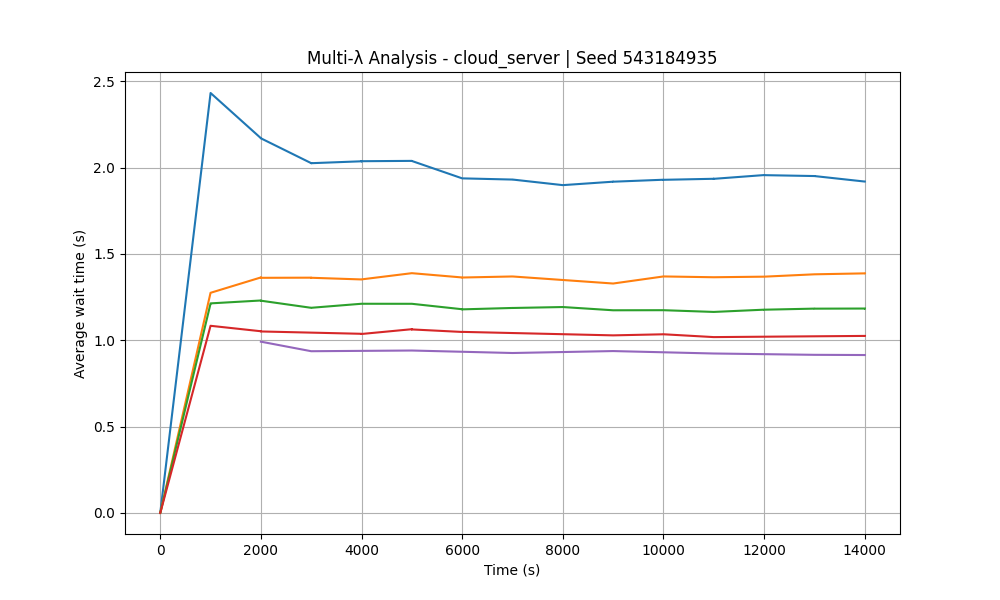 Multi-λ Analysis - cloud_server | Seed 543184935
Average wait time (s)
2.5
2.0
1.5
1.0
0.5
0.0
0 2000 4000 6000 8000 10000 12000 14000
Time (s)